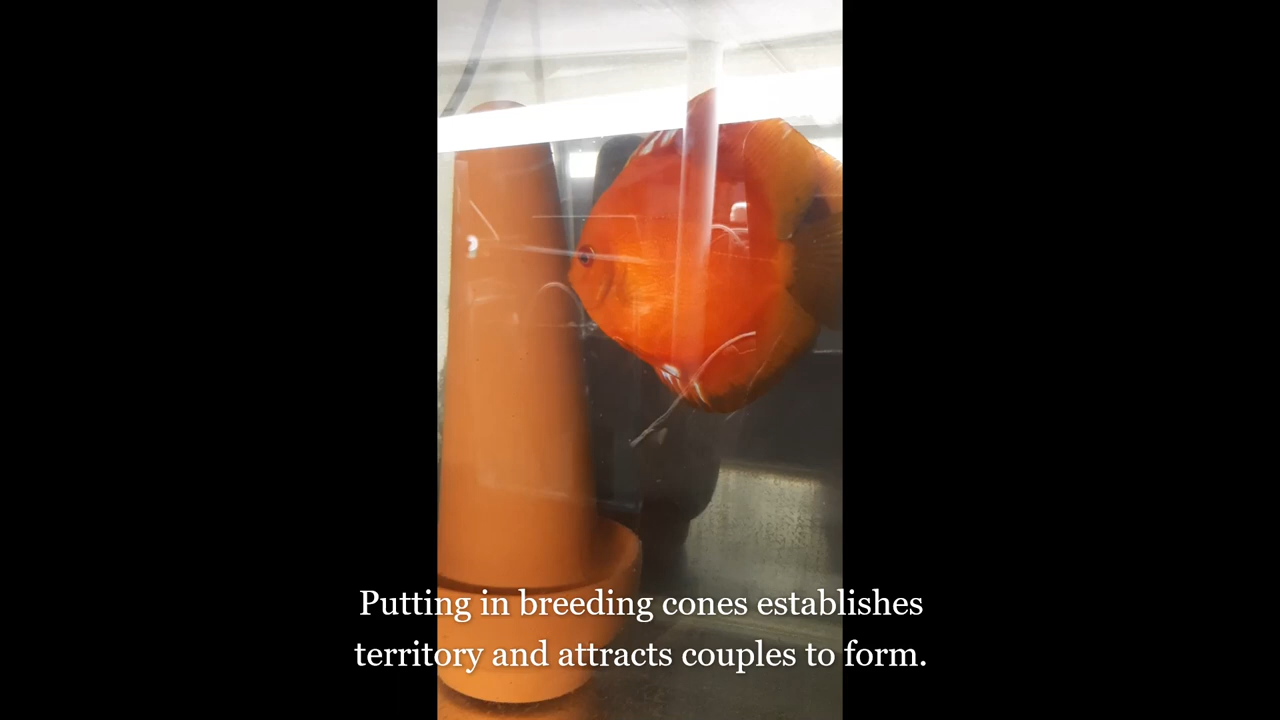 Putting in breeding cones establishes
territory and attracts couples to form.